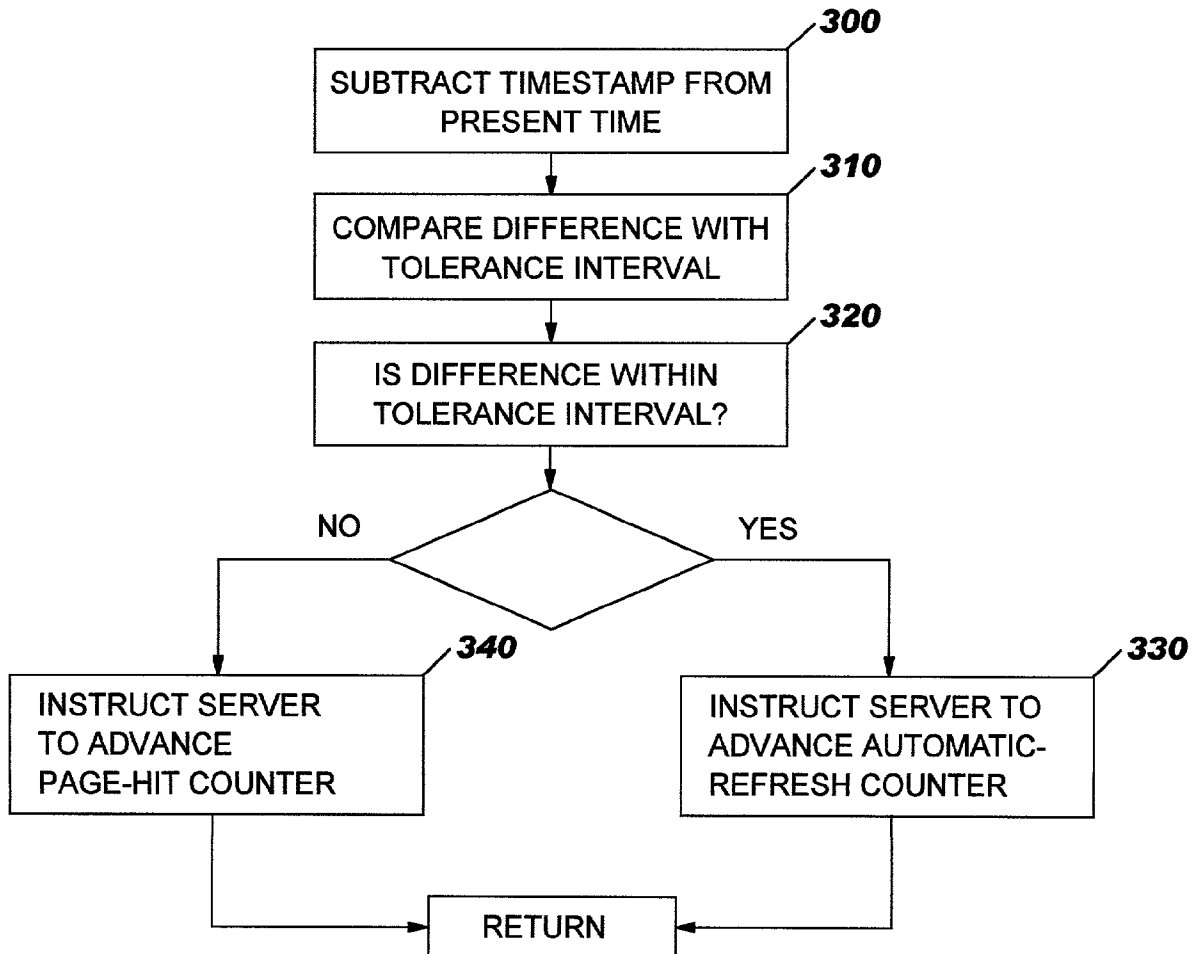 300
SUBTRACT TIMESTAMP FROM
PRESENT TIME
310
COMPARE DIFFERENCE WITH
TOLERANCE INTERVAL
320
IS DIFFERENCE WITHIN
TOLERANCE INTERVAL?
NO
YES
340
INSTRUCT SERVER
TO ADVANCE
PAGE-HIT COUNTER
330
INSTRUCT SERVER TO
ADVANCE AUTOMATIC-
REFRESH COUNTER
RETURN